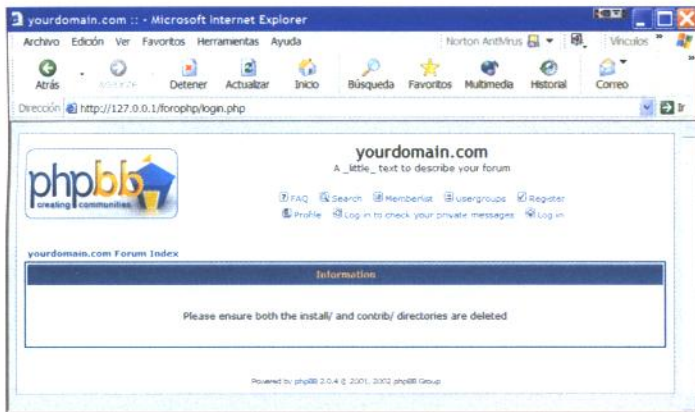 yourdomain.com :: - Microsoft Internet Explorer
Archivo Edición Ver Favoritos Herramientas Ayuda Norton AntiVirus Vínculos
Atrás Detener Actualizar Inicio Búsqueda Favoritos Multimedia Historial Correo
Dirección http://127.0.0.1/forophp/login.php Ir
yourdomain.com
A _little_ text to describe your forum
phpbb
creating communities
FAQ Search Memberlist Usergroups Register
Profile Log in to check your private messages Log in
yourdomain.com Forum Index
Information
Please ensure both the install/ and contrib/ directories are deleted
Powered by phpBB 2.0.4 © 2001, 2002 phpBB Group